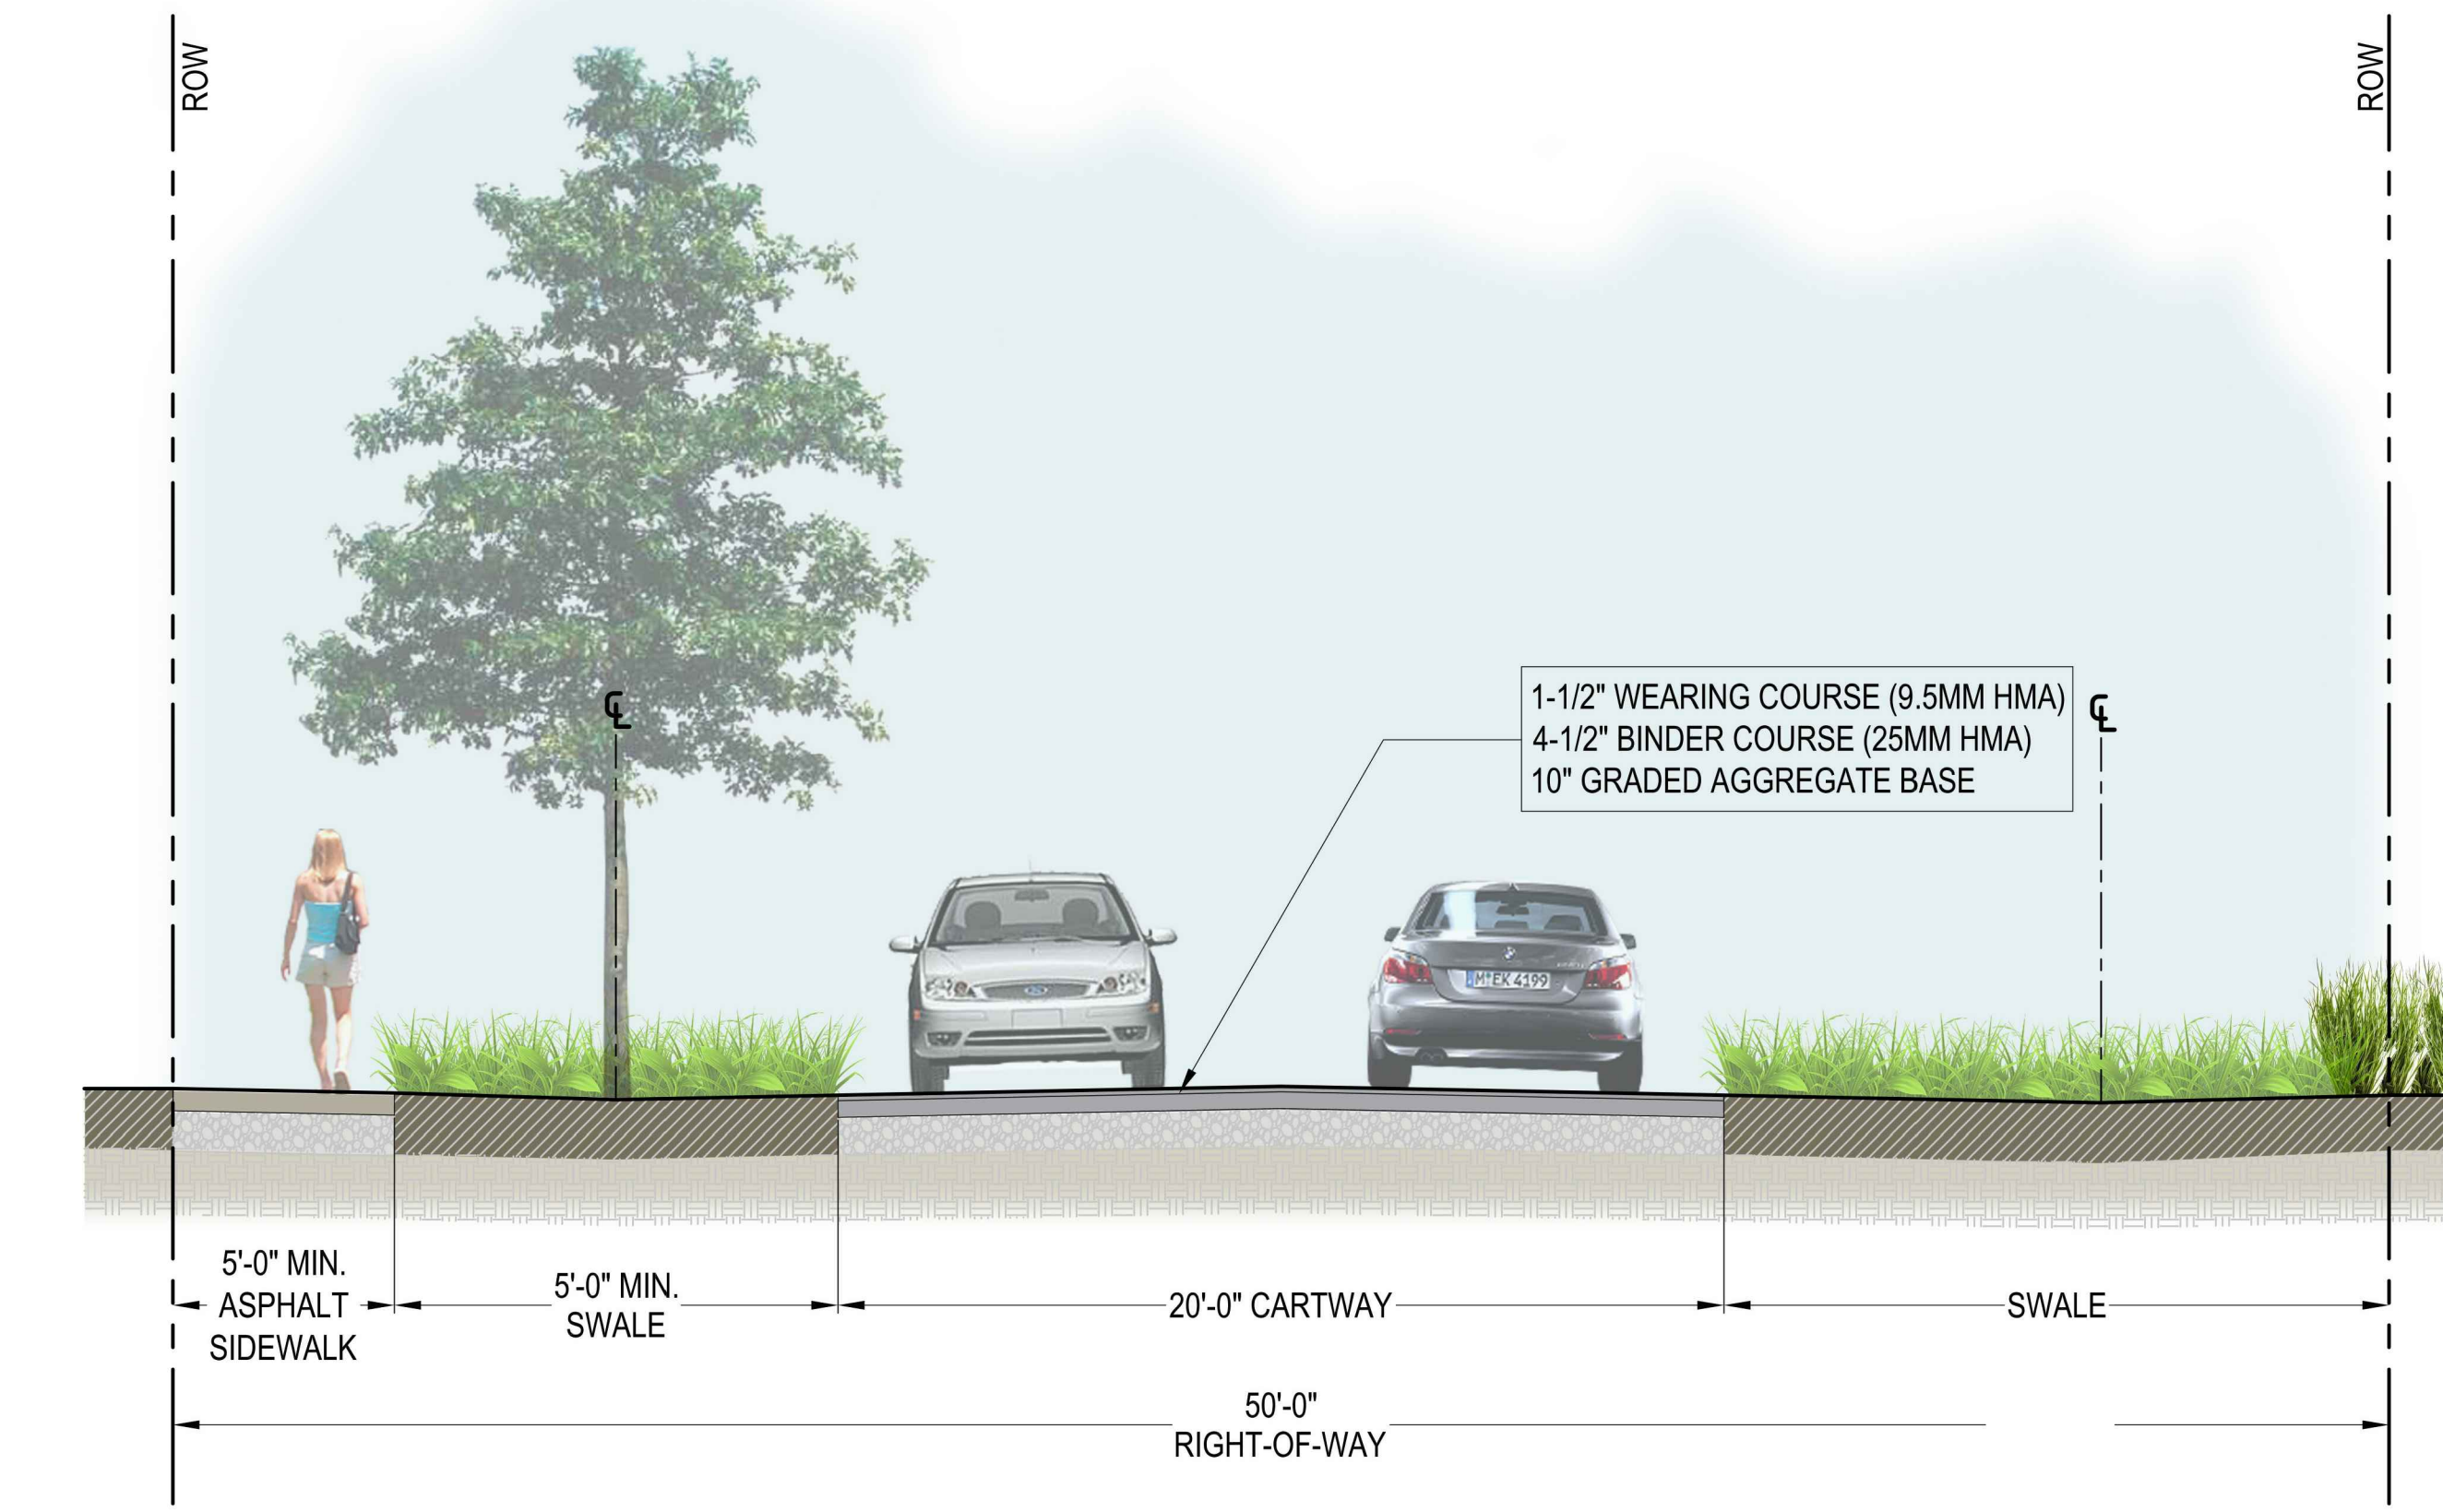 ROW
ROW
℄
1-1/2" WEARING COURSE (9.5MM HMA)
4-1/2" BINDER COURSE (25MM HMA)
10" GRADED AGGREGATE BASE
℄
M EK 4199
5'-0" MIN.
ASPHALT
SIDEWALK
5'-0" MIN.
SWALE
20'-0" CARTWAY
SWALE
50'-0"
RIGHT-OF-WAY